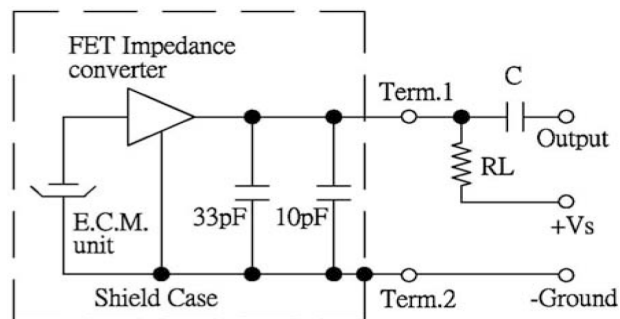 FET Impedance
converter
Term.1
C
Output
RL
+Vs
E.C.M.
unit
33pF
10pF
Shield Case
Term.2
-Ground